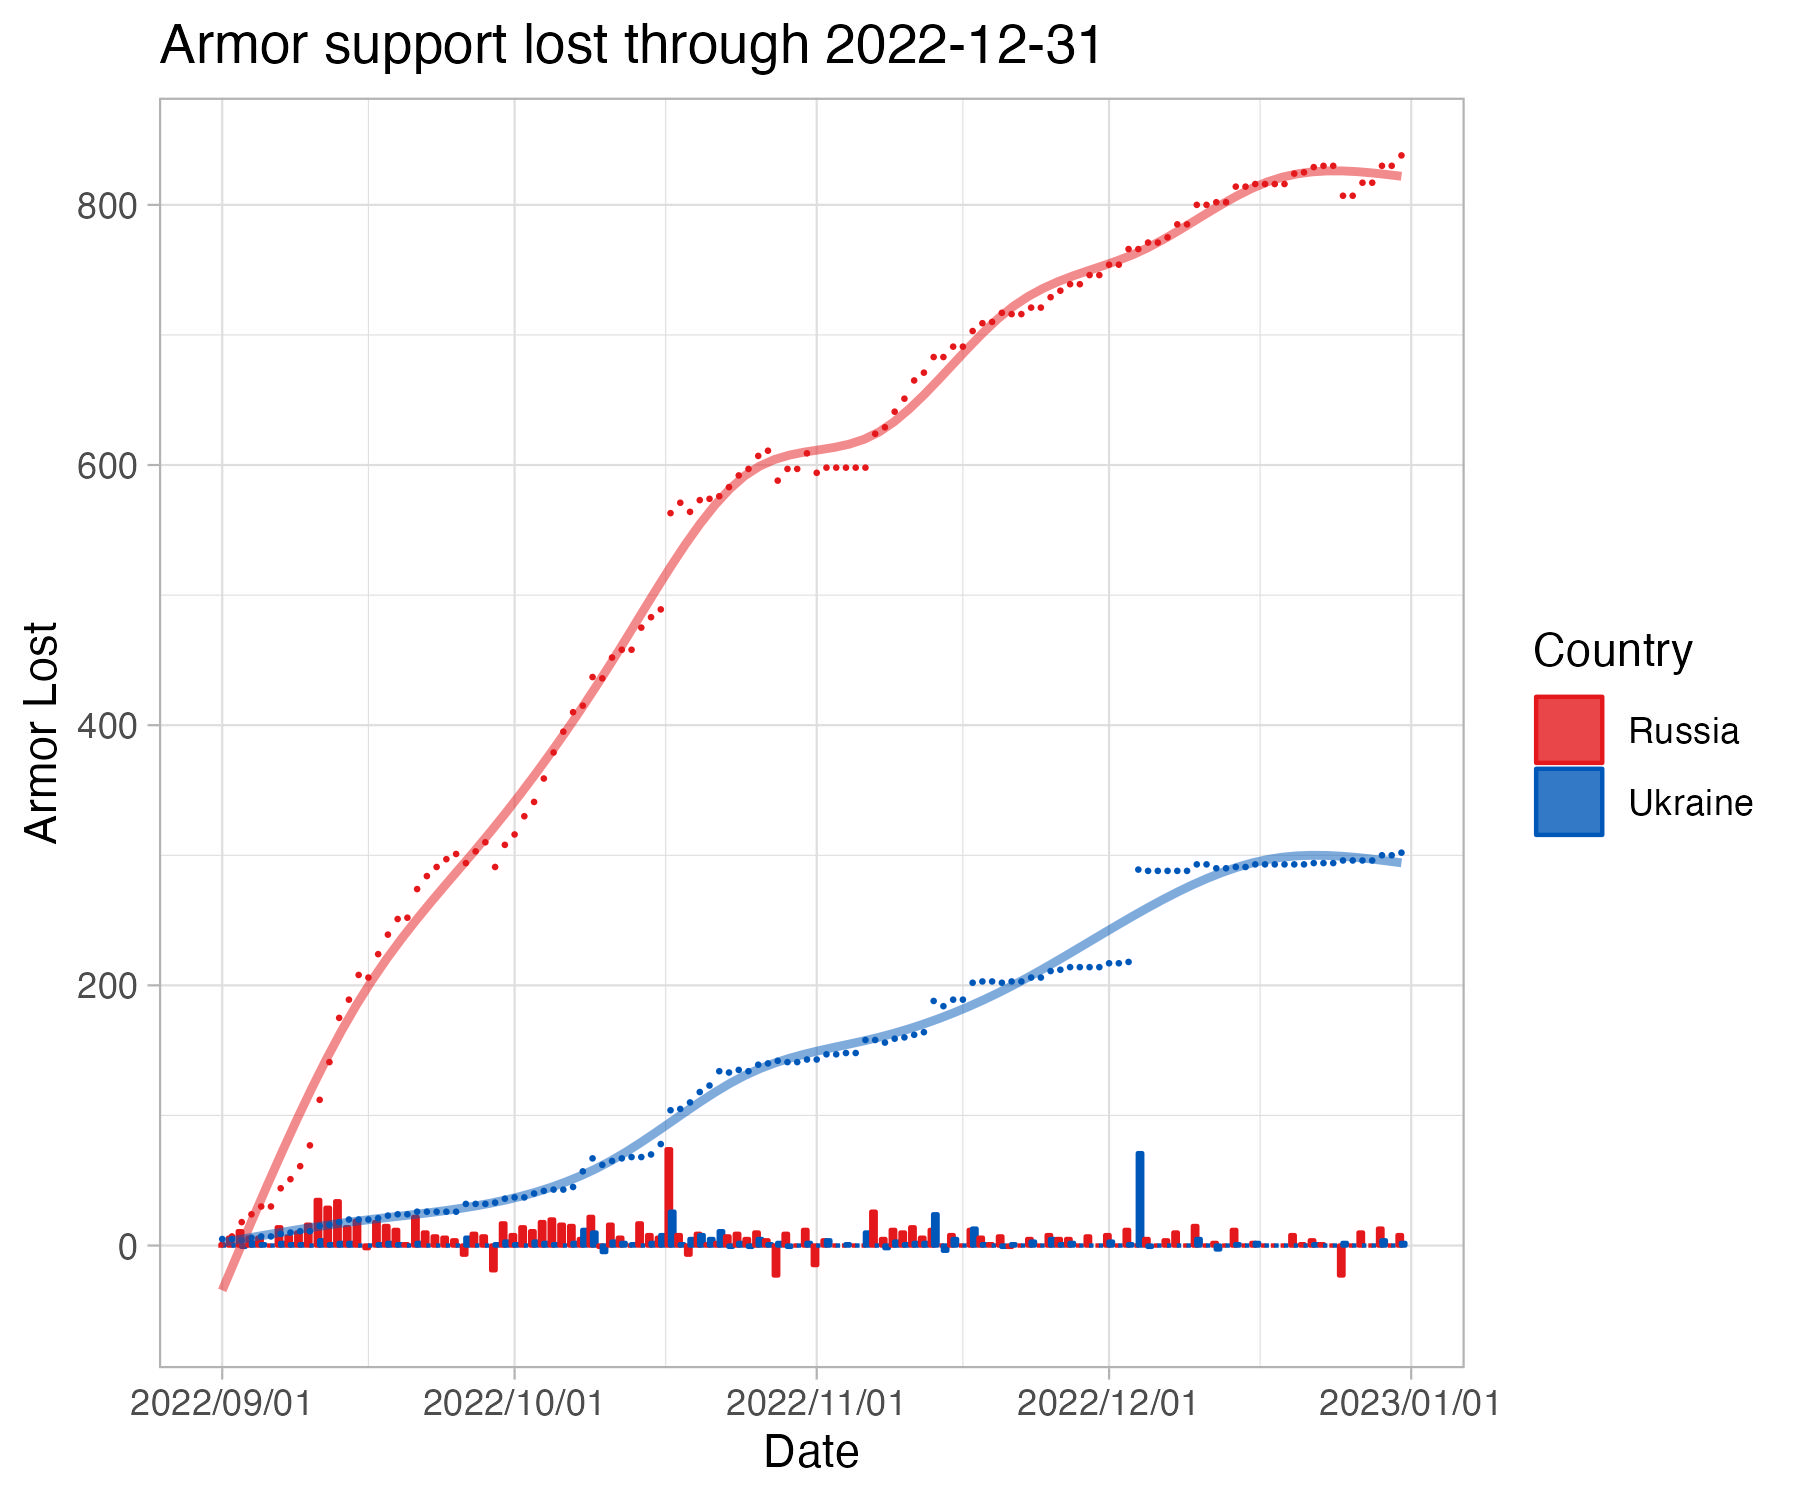 Armor support lost through 2022-12-31
800
600
400
200
0
Armor Lost
2022/09/01
2022/10/01
2022/11/01
2022/12/01
2023/01/01
Date
Country
Russia
Ukraine